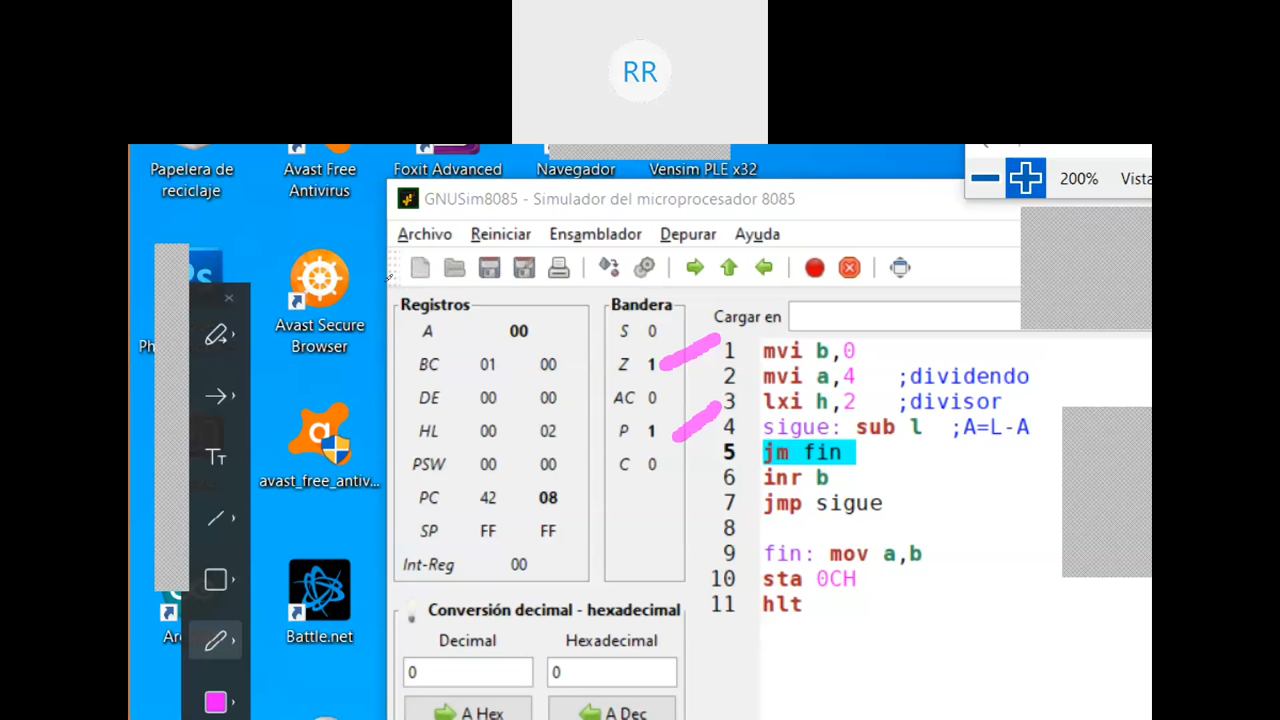 RR
Papelera de
reciclaje
Avast Free
Antivirus
Foxit Advanced
Navegador
Vensim PLE x32
200%
Vista
GNUSim8085 - Simulador del microprocesador 8085
Archivo Reiniciar Ensamblador Depurar Ayuda
Registros
A 00
BC 01 00
DE 00 00
HL 00 02
PSW 00 00
PC 42 08
SP FF FF
Int-Reg 00
Bandera
S 0
Z 1
AC 0
P 1
C 0
Cargar en
1 mvi b,0
2 mvi a,4 ;dividendo
3 lxi h,2 ;divisor
4 sigue: sub l ;A=L-A
5 jm fin
6 inr b
7 jmp sigue
8
9 fin: mov a,b
10 sta 0CH
11 hlt
Conversión decimal - hexadecimal
Decimal Hexadecimal
0 0
A Hex A Dec
Ps
Ph
Avast Secure
Browser
avast_free_antiv...
Battle.net
Ar
Tт